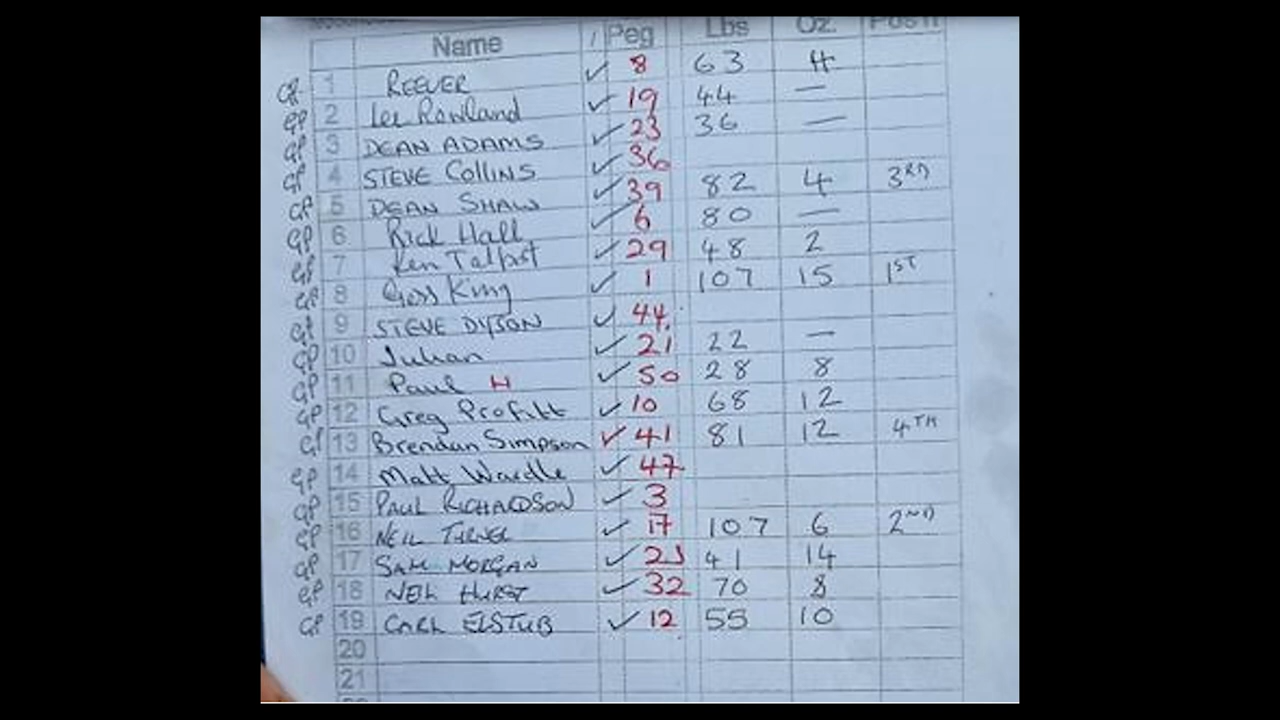 Name / Peg Lbs Oz. Post'n
GP 1 REEVER ✓ 8 63 4
GP 2 Lee Rowland ✓ 19 44 —
GP 3 DEAN ADAMS ✓ 23 36 —
GP 4 STEVE COLLINS ✓ 36
GP 5 DEAN SHAW ✓ 39 82 4 3RD
GP 6 Rick Hall ✓ 6 80 —
GP 7 Ken Talbot ✓ 29 48 2
GP 8 Goss King ✓ 1 107 15 1ST
GP 9 STEVE DYSON ✓ 44
GP 10 Julian ✓ 21 22 —
GP 11 Paul H ✓ 50 28 8
GP 12 Greg Profitt ✓ 10 68 12
GP 13 Brendan Simpson ✓ 41 81 12 4TH
GP 14 Matt Wardle ✓ 47
GP 15 PAUL RICHARDSON ✓ 3
GP 16 NEIL ✓ 17 107 6 2ND
GP 17 SAM MORGAN ✓ 41 14
GP 18 NEIL HURST ✓ 32 70 8
GP 19 CARL ELSTUB ✓ 12 55 10
20
21